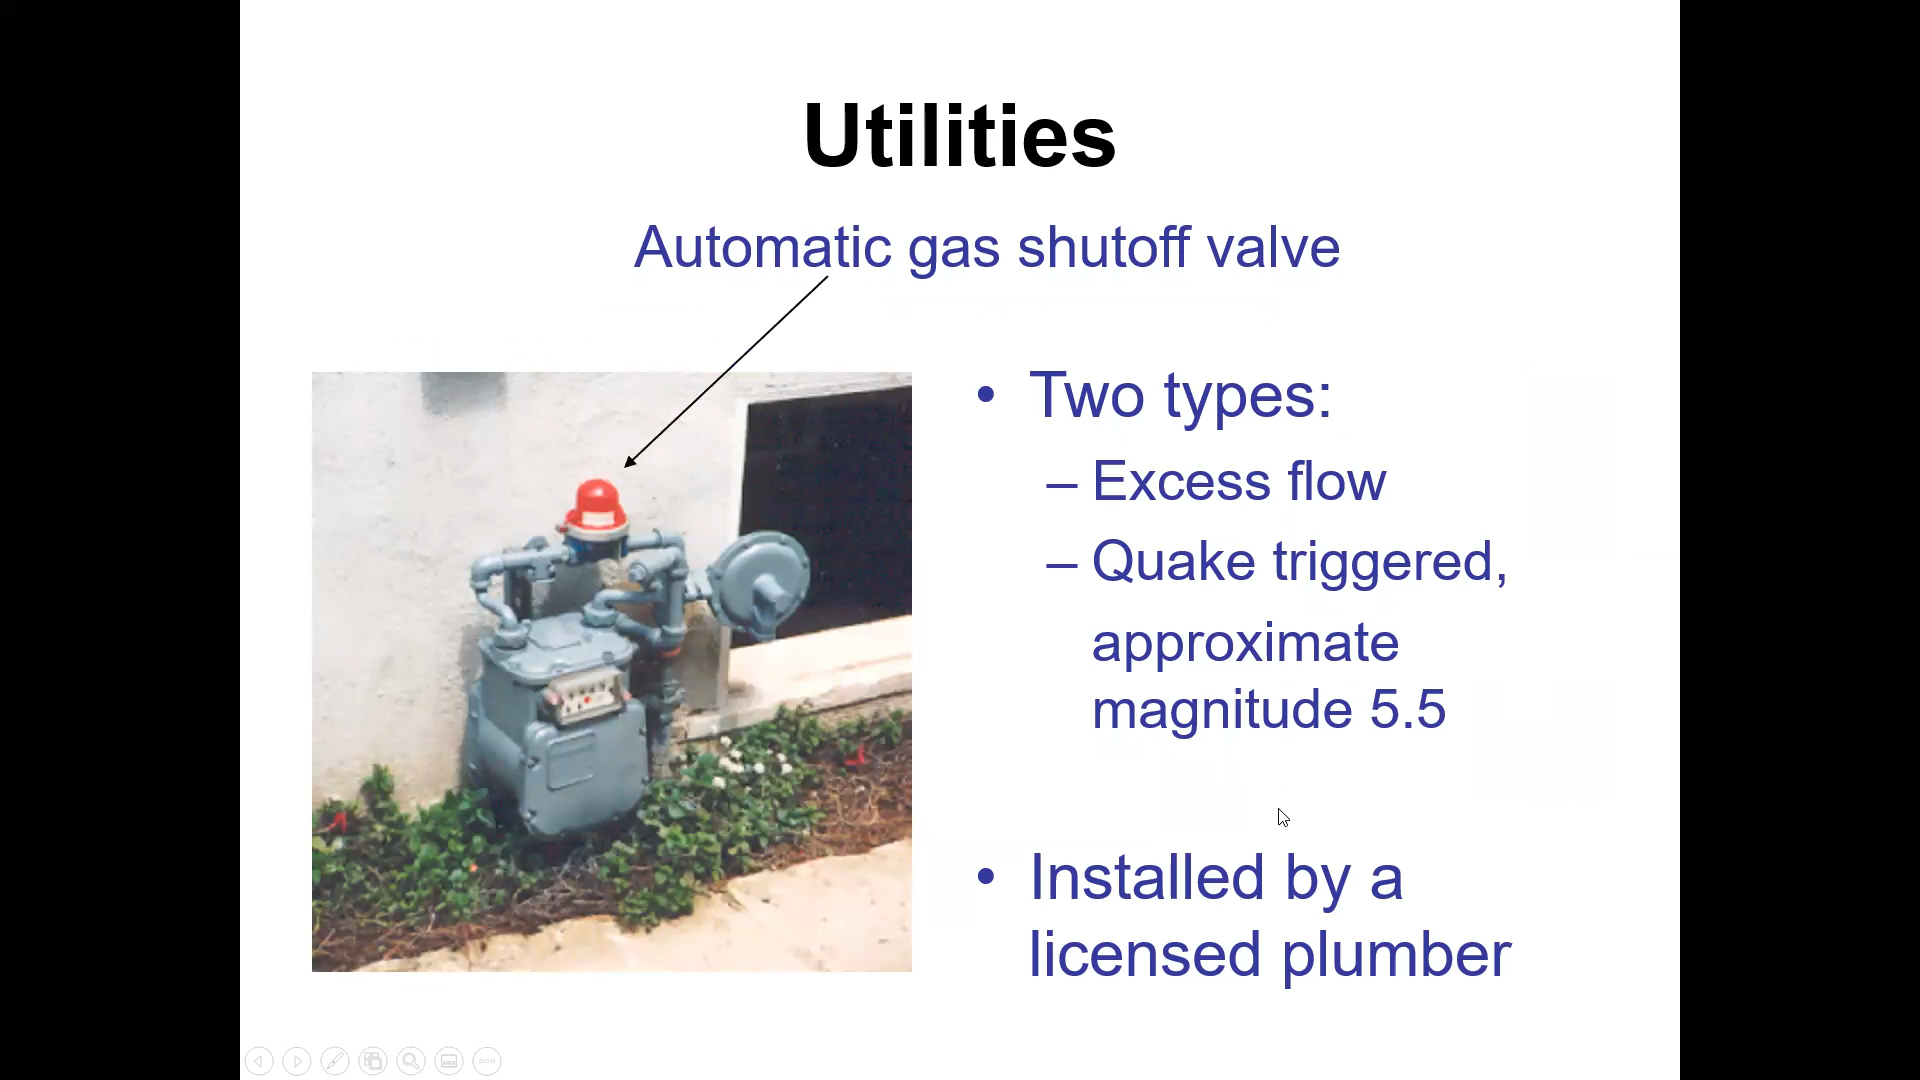 Utilities
Automatic gas shutoff valve
• Two types:
– Excess flow
– Quake triggered,
approximate
magnitude 5.5
• Installed by a
licensed plumber